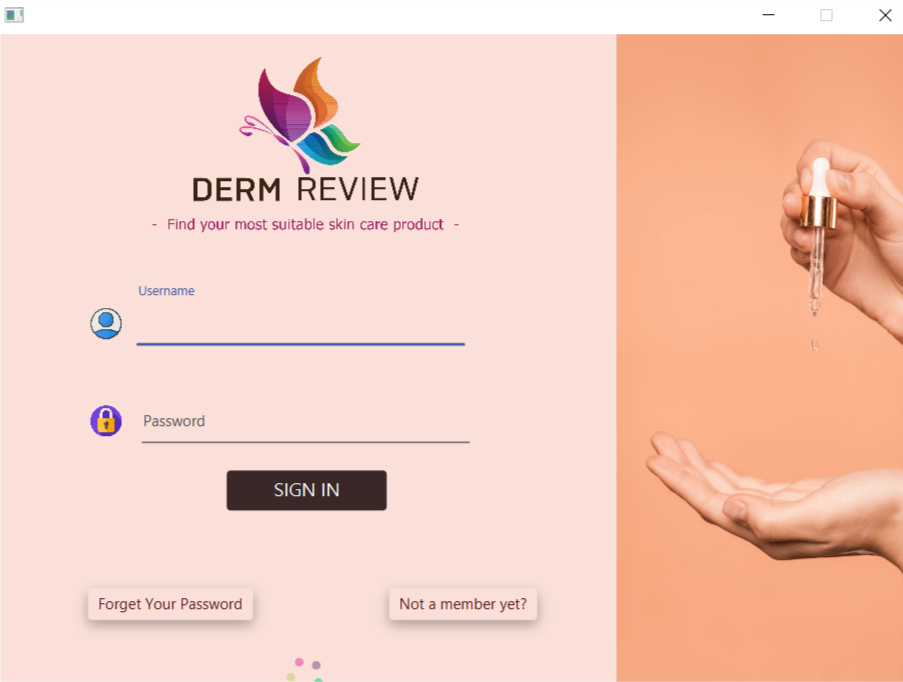 DERM REVIEW
- Find your most suitable skin care product -
Username
Password
SIGN IN
Forget Your Password
Not a member yet?